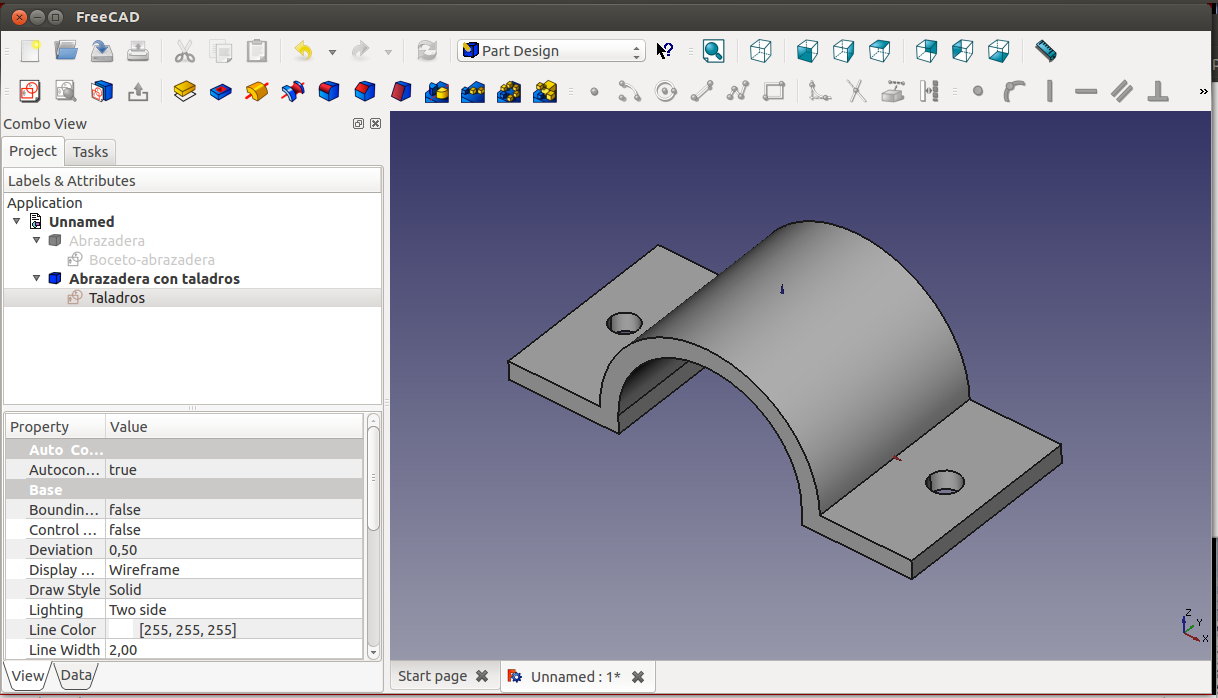 FreeCAD
Part Design
»
Combo View
Project
Tasks
Labels & Attributes
Application
Unnamed
Abrazadera
Boceto-abrazadera
Abrazadera con taladros
Taladros
Property Value
Auto Co...
Autocon... true
Base
Boundin... false
Control ... false
Deviation 0,50
Display ... Wireframe
Draw Style Solid
Lighting Two side
Line Color [255, 255, 255]
Line Width 2,00
View Data
Z
Y
X
Start page
Unnamed : 1*